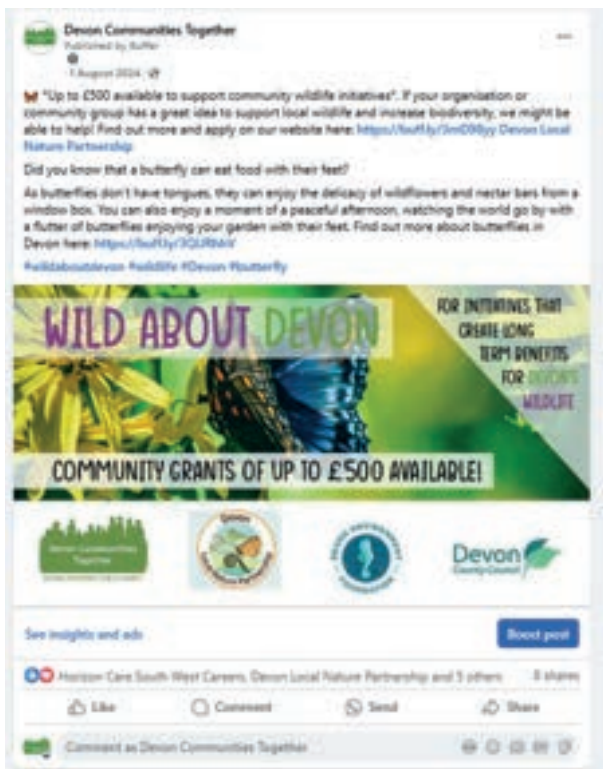 Devon Communities Together
Published by Buffer
1 August 2024
"Up to £500 available to support community wildlife initiatives". If your organisation or
community group has a great idea to support local wildlife and increase biodiversity, we might be
able to help! Find out more and apply on our website here: Devon Local
Nature Partnership
Did you know that a butterfly can eat food with their feet?
As butterflies don't have tongues, they can enjoy the delicacy of wildflowers and nectar bars from a
window box. You can also enjoy a moment of a peaceful afternoon, watching the world go by with
a flutter of butterflies enjoying your garden with their feet. Find out more about butterflies in
Devon here:
#wildaboutdevon #wildlife #Devon #butterfly
WILD ABOUT DEVON
FOR INITIATIVES THAT
CREATE LONG
TERM BENEFITS
FOR DEVON'S
WILDLIFE
COMMUNITY GRANTS OF UP TO £500 AVAILABLE!
Devon Communities
Together
Devon
Local Nature Partnership
Devon
County Council
See insights and ads
Boost post
Horizon Care South West Careers, Devon Local Nature Partnership and 5 others
8 shares
Like
Comment
Send
Share
Comment as Devon Communities Together